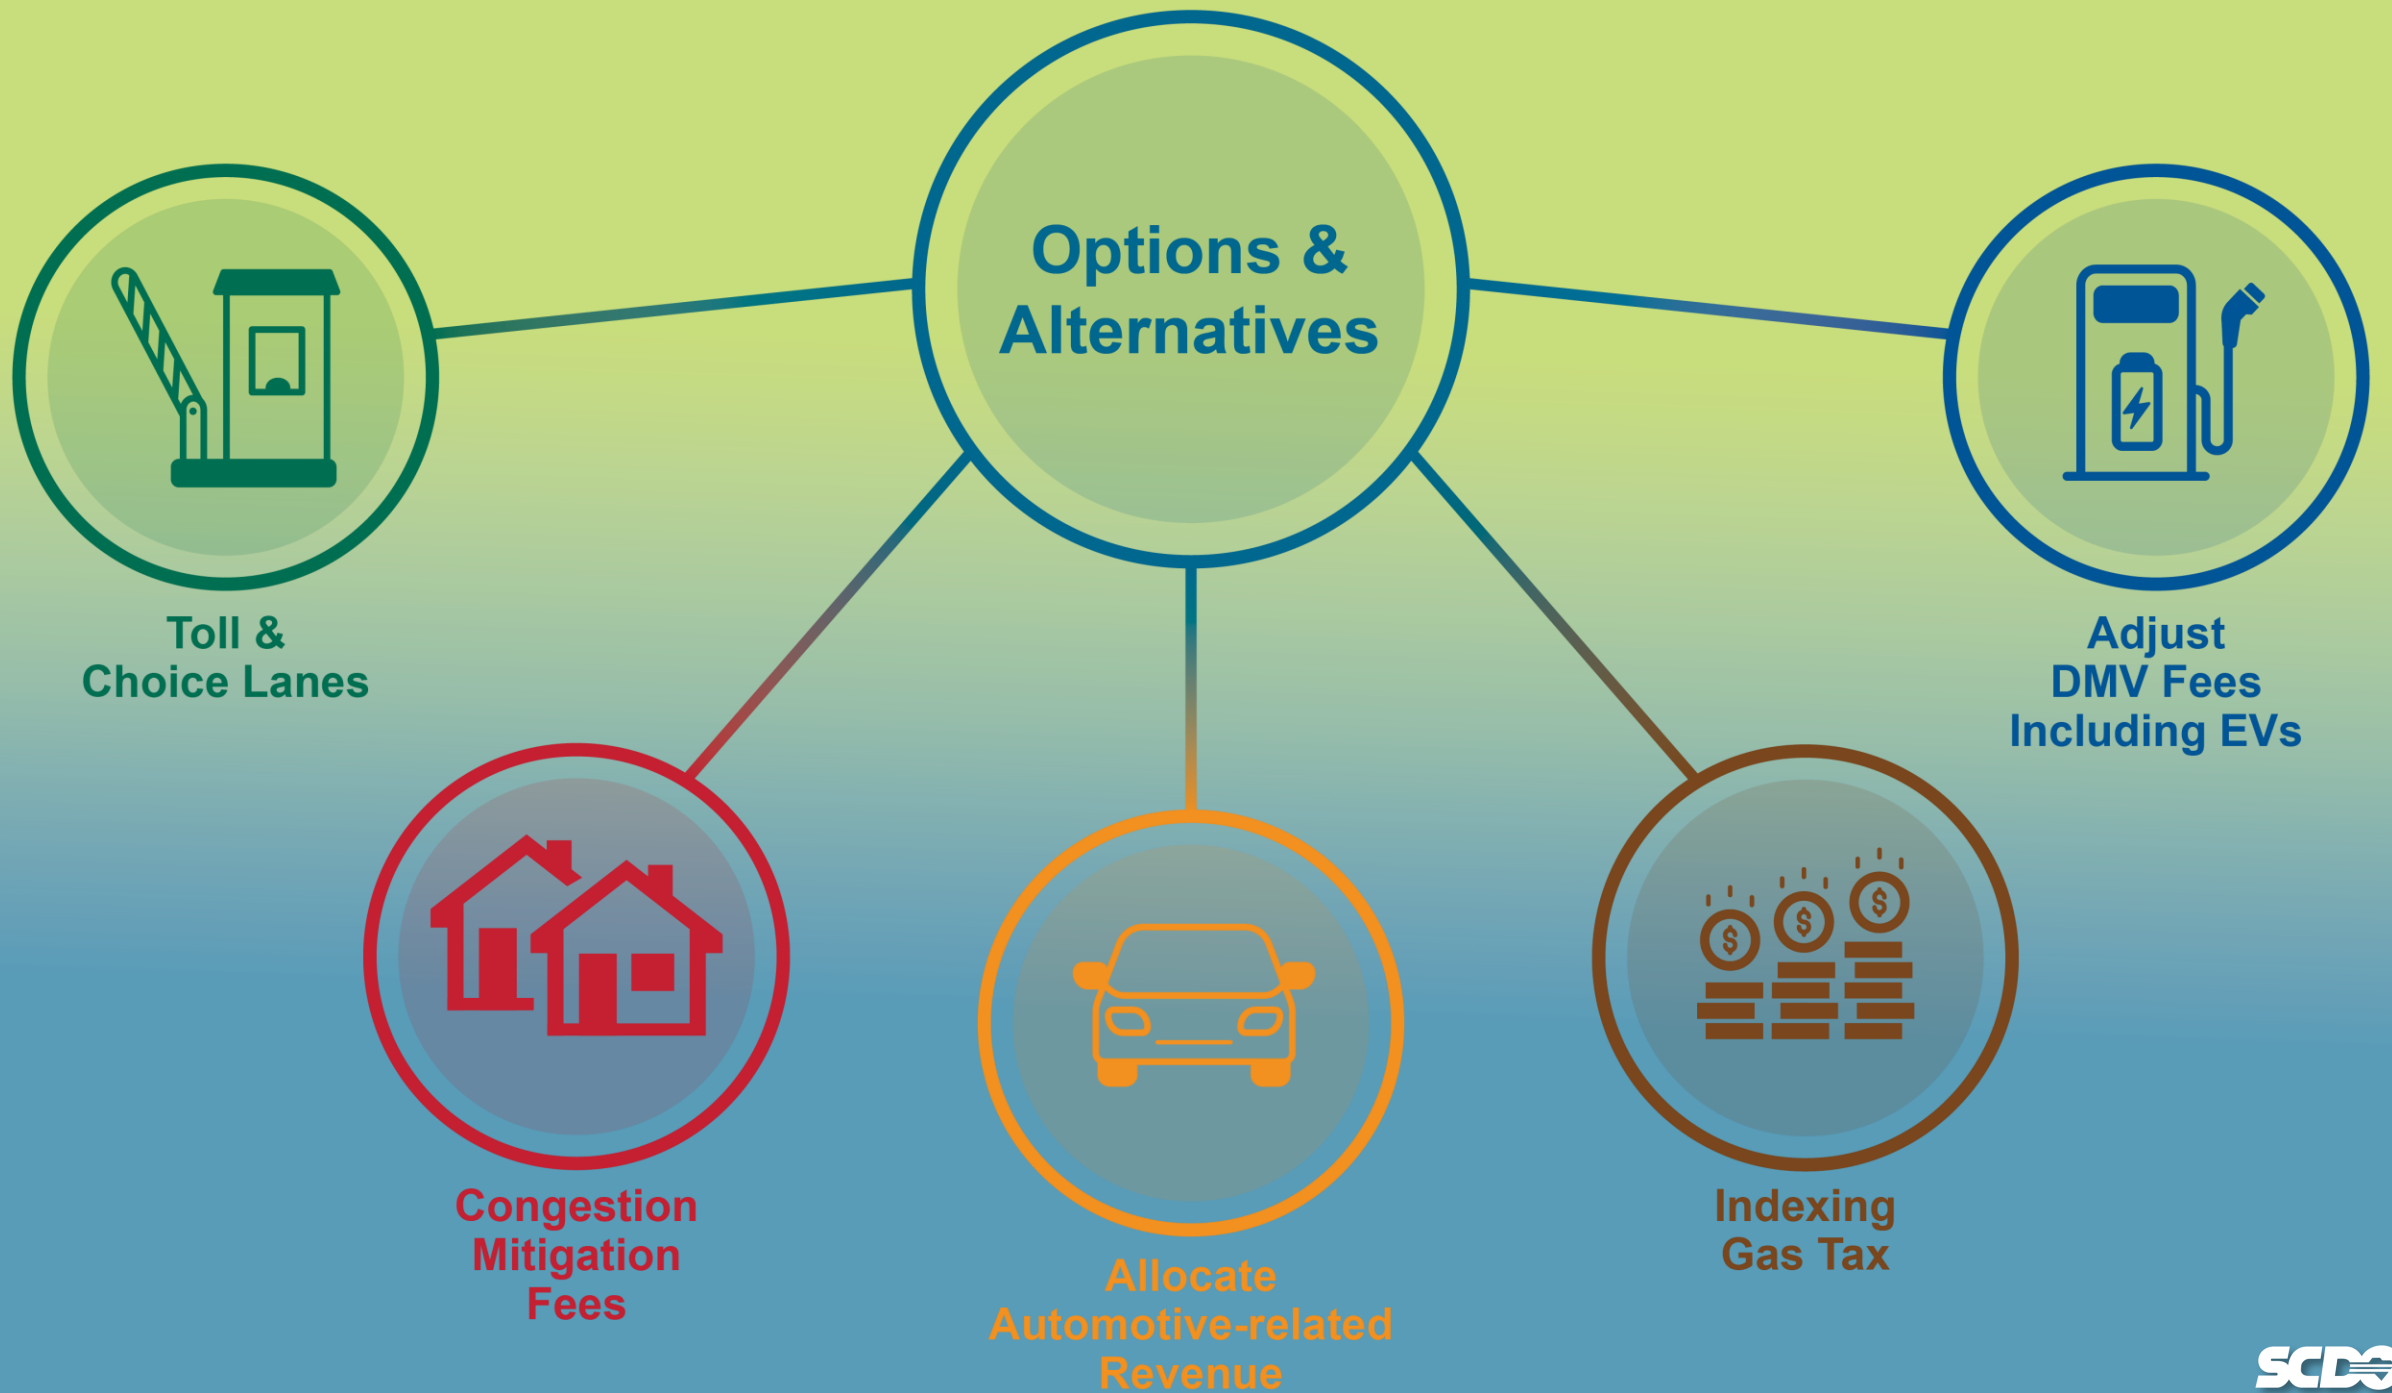 Options &
Alternatives
Toll &
Choice Lanes
Adjust
DMV Fees
Including EVs
Congestion
Mitigation
Fees
Allocate
Automotive-related
Revenue
Indexing
Gas Tax
$ $ $
SCDO